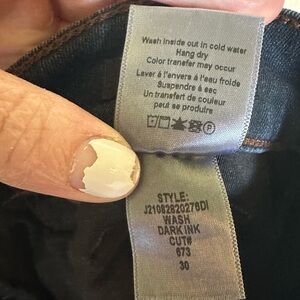 Wash inside out in cold water
Hang dry
Color transfer may occur
Laver à l'envers à l'eau froide
Suspendre à sec
Un transfert de couleur
peut se produire
STYLE:
J21082820276DI
WASH
DARK INK
CUT#
673
30